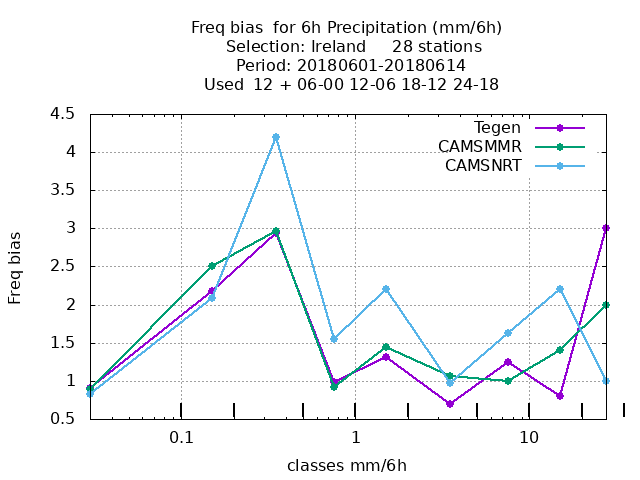 Freq bias  for 6h Precipitation (mm/6h)
Selection: Ireland     28 stations
Period: 20180601-20180614
Used  12 + 06-00 12-06 18-12 24-18
Tegen
CAMSMMR
CAMSNRT
4.5
4
3.5
3
2.5
2
1.5
1
0.5
Freq bias
0.1
1
10
classes mm/6h